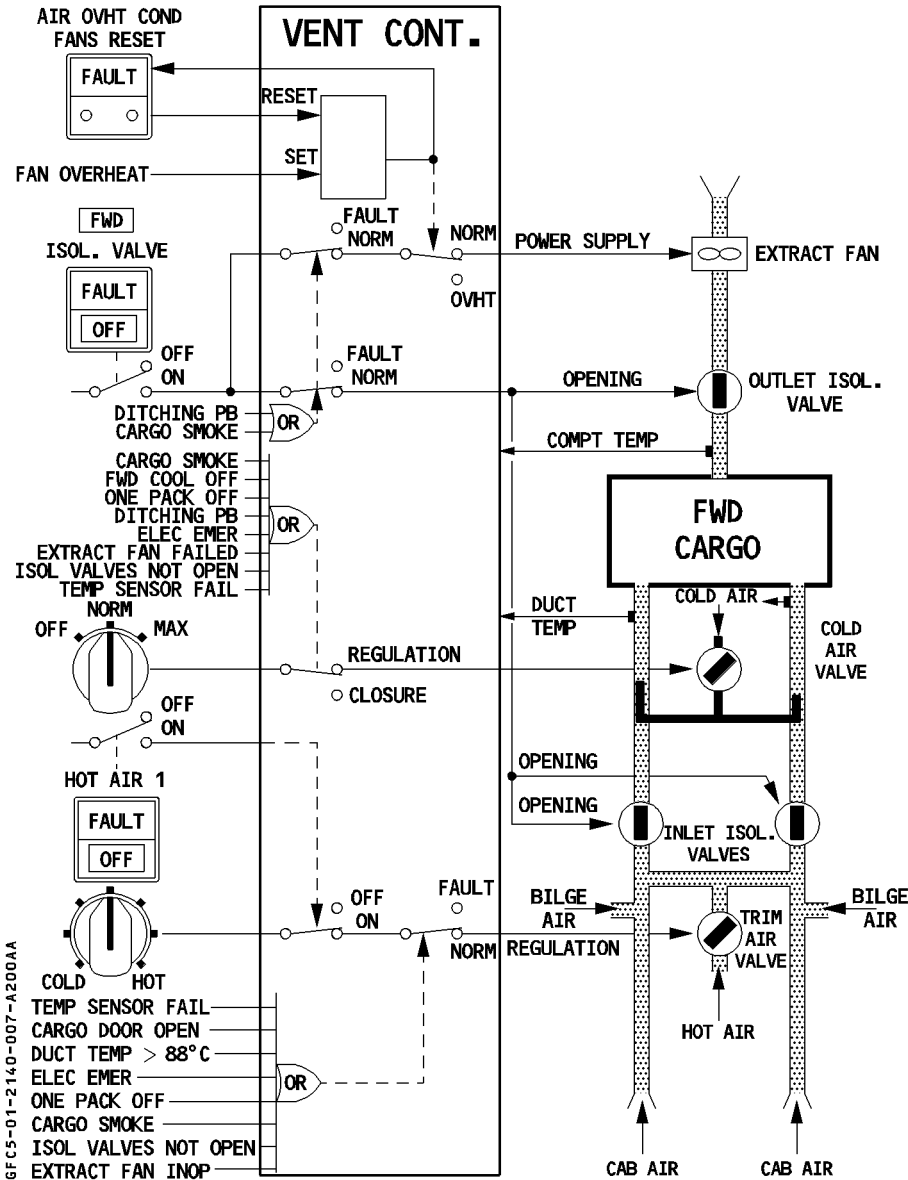 AIR OVHT COND
FANS RESET
FAULT
VENT CONT.
RESET
SET
FAN OVERHEAT
FWD
ISOL. VALVE
FAULT
OFF
OFF
ON
FAULT
NORM
NORM
OVHT
POWER SUPPLY
EXTRACT FAN
FAULT
NORM
OPENING
OUTLET ISOL.
VALVE
DITCHING PB
CARGO SMOKE
OR
COMPT TEMP
CARGO SMOKE
FWD COOL OFF
ONE PACK OFF
DITCHING PB
ELEC EMER
EXTRACT FAN FAILED
ISOL VALVES NOT OPEN
TEMP SENSOR FAIL
OR
FWD
CARGO
COLD AIR
DUCT
TEMP
COLD
AIR
VALVE
NORM
OFF
MAX
REGULATION
CLOSURE
OFF
ON
HOT AIR 1
FAULT
OFF
OPENING
OPENING
INLET ISOL.
VALVES
COLD
HOT
OFF
ON
FAULT
NORM
REGULATION
BILGE
AIR
BILGE
AIR
TRIM
AIR
VALVE
HOT AIR
TEMP SENSOR FAIL
CARGO DOOR OPEN
DUCT TEMP > 88°C
ELEC EMER
ONE PACK OFF
CARGO SMOKE
ISOL VALVES NOT OPEN
EXTRACT FAN INOP
OR
CAB AIR
CAB AIR
GFC5-01-2140-007-A200AA